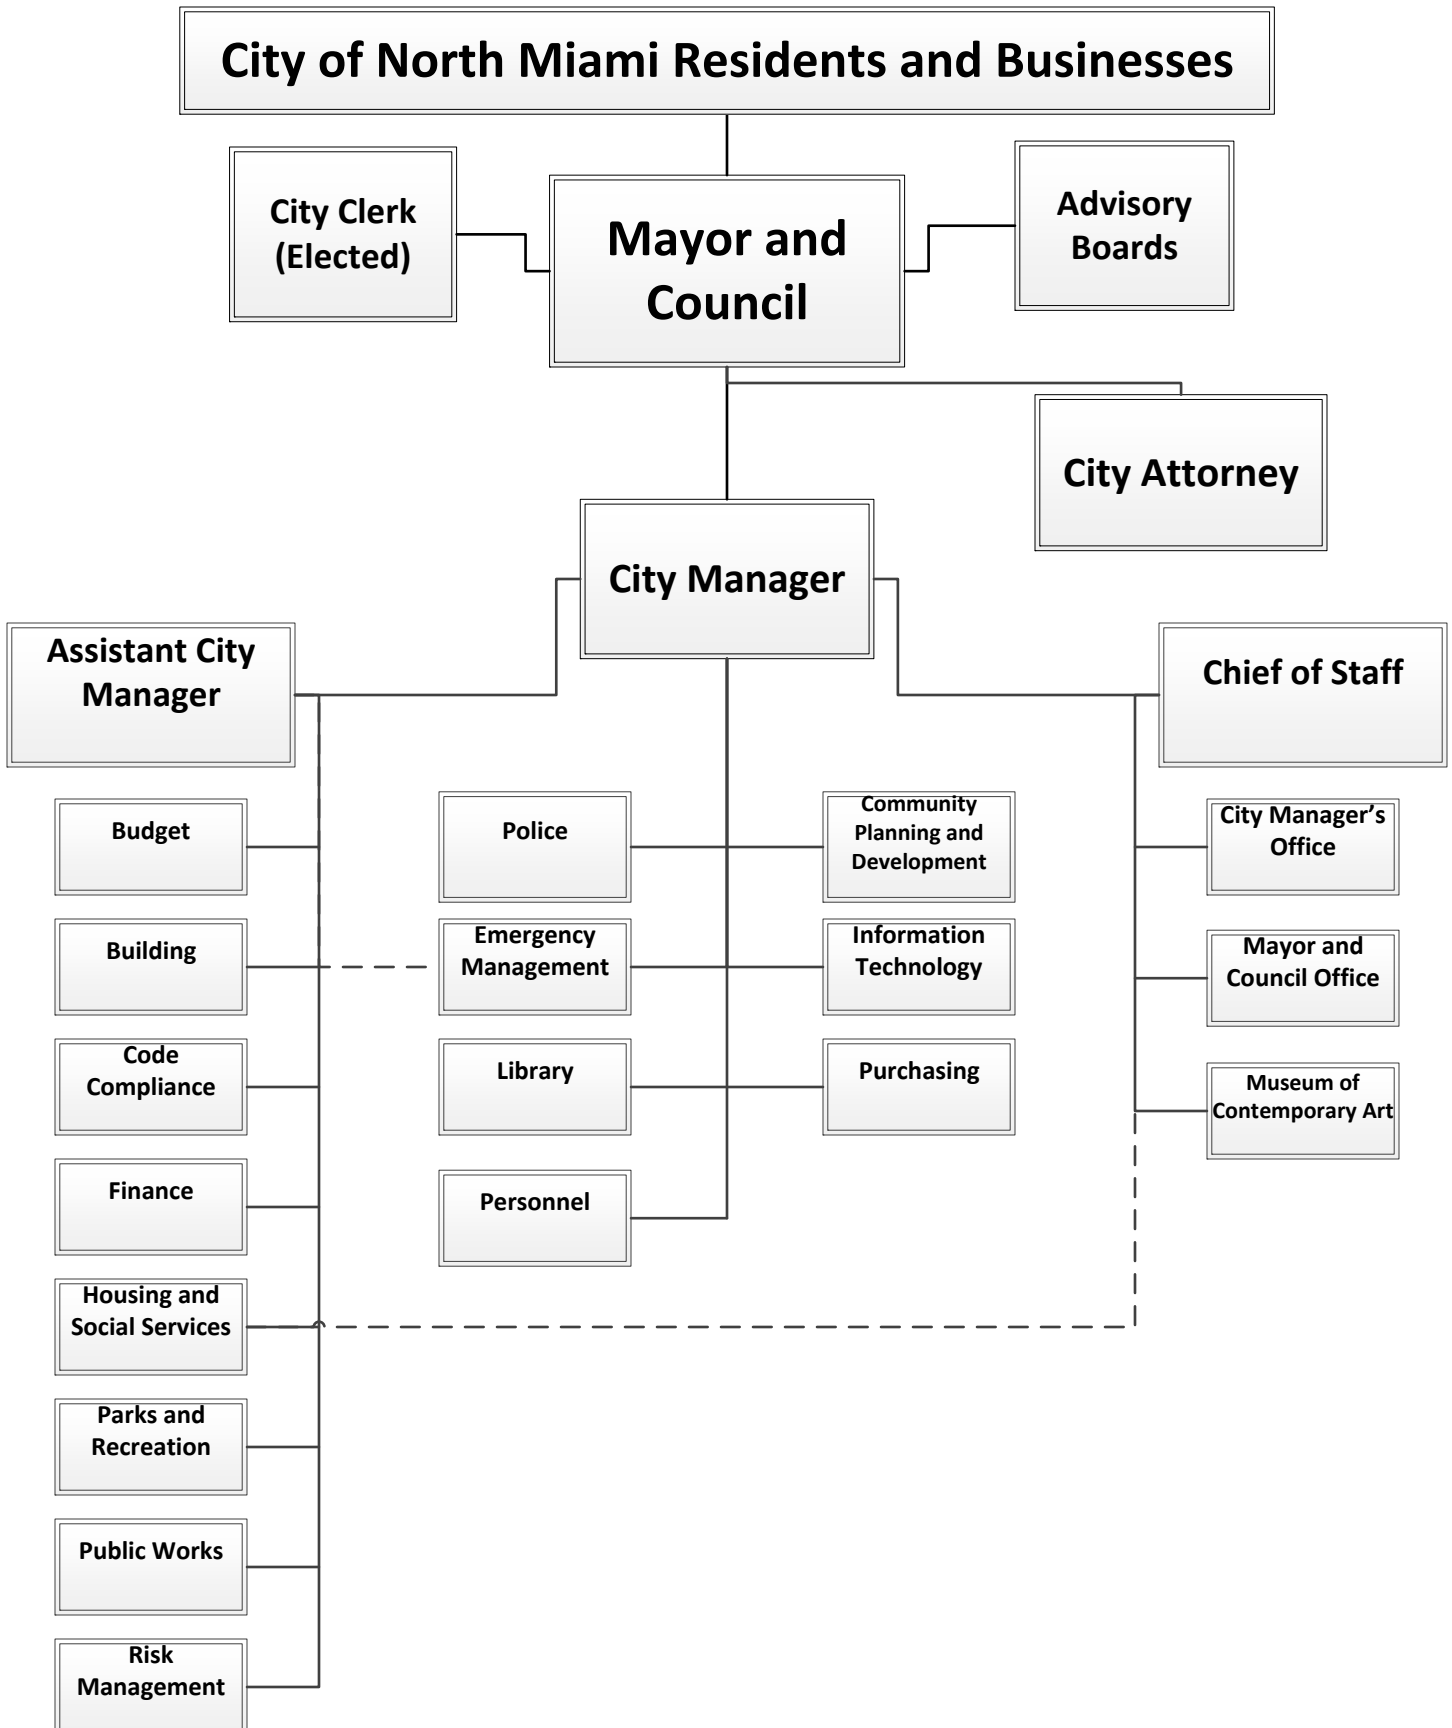 City of North Miami Residents and Businesses
City Clerk
(Elected)
Mayor and
Council
Advisory
Boards
City Attorney
City Manager
Assistant City
Manager
Chief of Staff
Budget
Building
Code
Compliance
Finance
Housing and
Social Services
Parks and
Recreation
Public Works
Risk
Management
Police
Emergency
Management
Library
Personnel
Community
Planning and
Development
Information
Technology
Purchasing
City Manager’s
Office
Mayor and
Council Office
Museum of
Contemporary Art